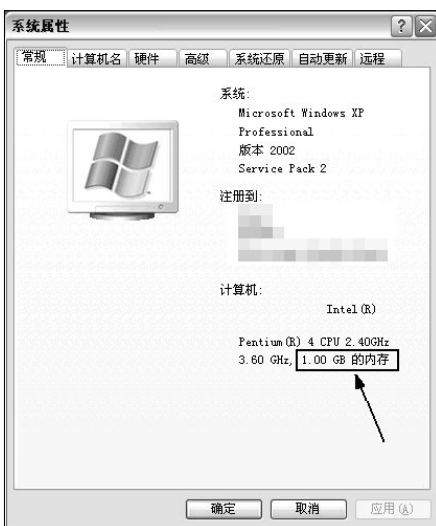 系统属性
常规 计算机名 硬件 高级 系统还原 自动更新 远程
系统:
Microsoft Windows XP
Professional
版本 2002
Service Pack 2
注册到:
计算机:
Intel(R)
Pentium(R) 4 CPU 2.40GHz
3.60 GHz, 1.00 GB 的内存
确定 取消 应用(A)